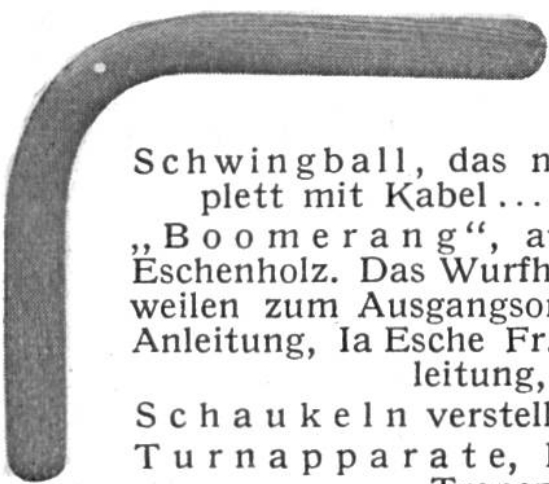 Schwingball, das n
plett mit Kabel...
„Boomerang“, a
Eschenholz. Das Wurfh
weilen zum Ausgangsor
Anleitung, Ia Esche Fr.
leitung,
Schaukeln verstell
Turnapparate,